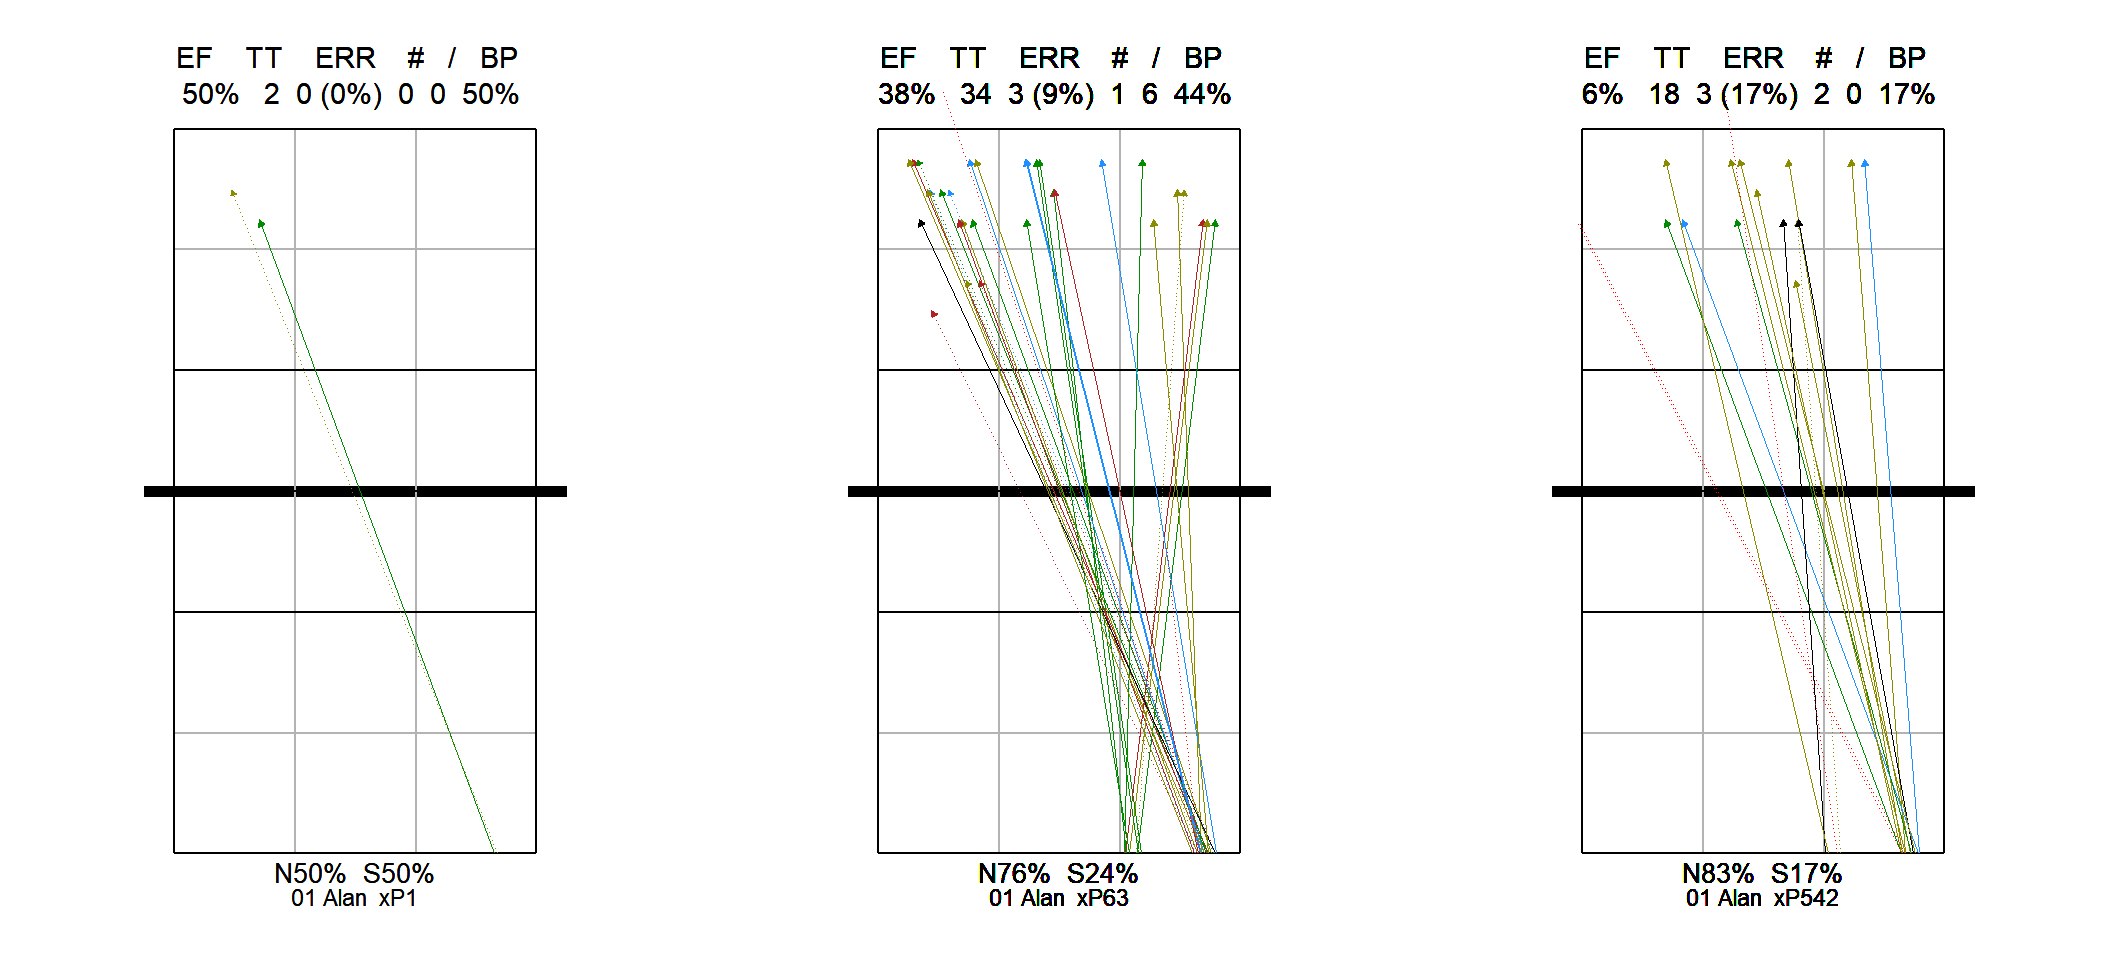 EF TT ERR # / BP
50% 2 0 (0%) 0 0 50%
N50% S50%
01 Alan xP1
EF TT ERR # / BP
38% 34 3 (9%) 1 6 44%
N76% S24%
01 Alan xP63
EF TT ERR # / BP
6% 18 3 (17%) 2 0 17%
N83% S17%
01 Alan xP542